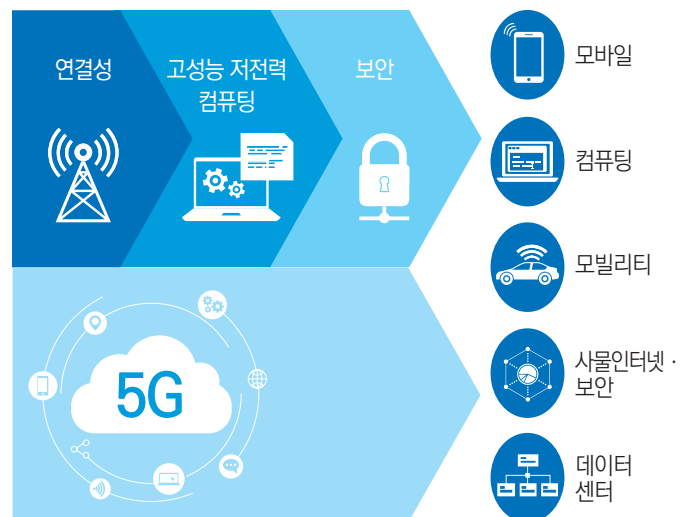 연결성
고성능 저전력
컴퓨팅
보안
5G
모바일
컴퓨팅
모빌리티
사물인터넷 ·
보안
데이터
센터